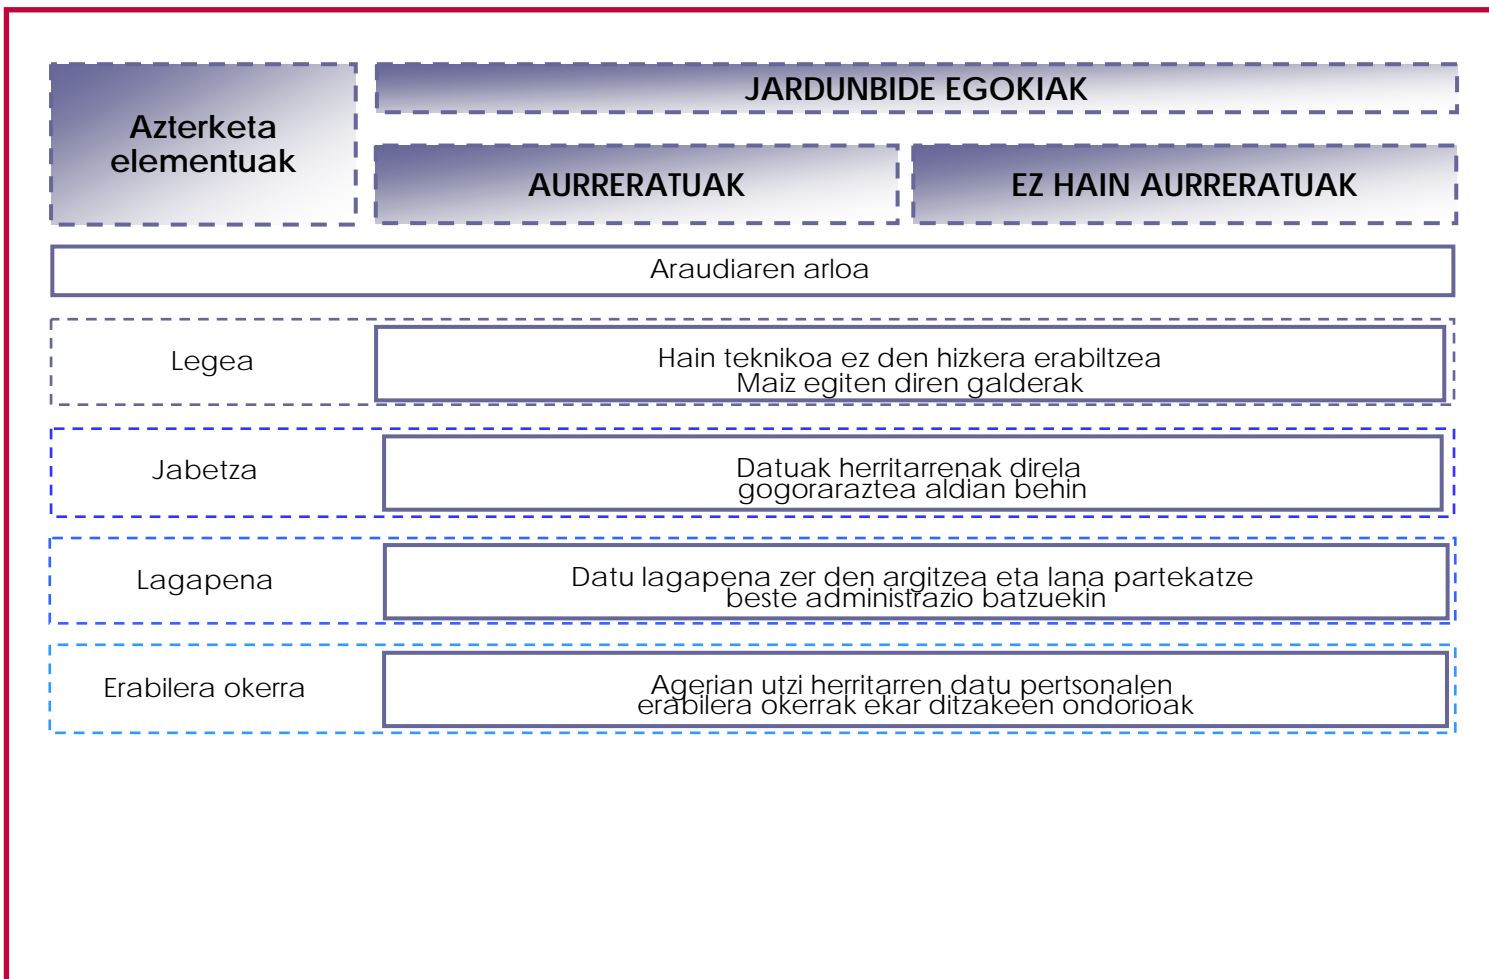 Azterketa
elementuak
JARDUNBIDE EGOKIAK
AURRERATUAK
EZ HAIN AURRERATUAK
Araudiaren arloa
Legea
Hain teknikoa ez den hizkera erabiltzea
Maiz egiten diren galderak
Jabetza
Datuak herritarrenak direla
gogoraraztea aldian behin
Lagapena
Datu lagapena zer den argitzea eta lana partekatze
beste administrazio batzuekin
Erabilera okerra
Agerian utzi herritarren datu pertsonalen
erabilera okerrak ekar ditzakeen ondorioak